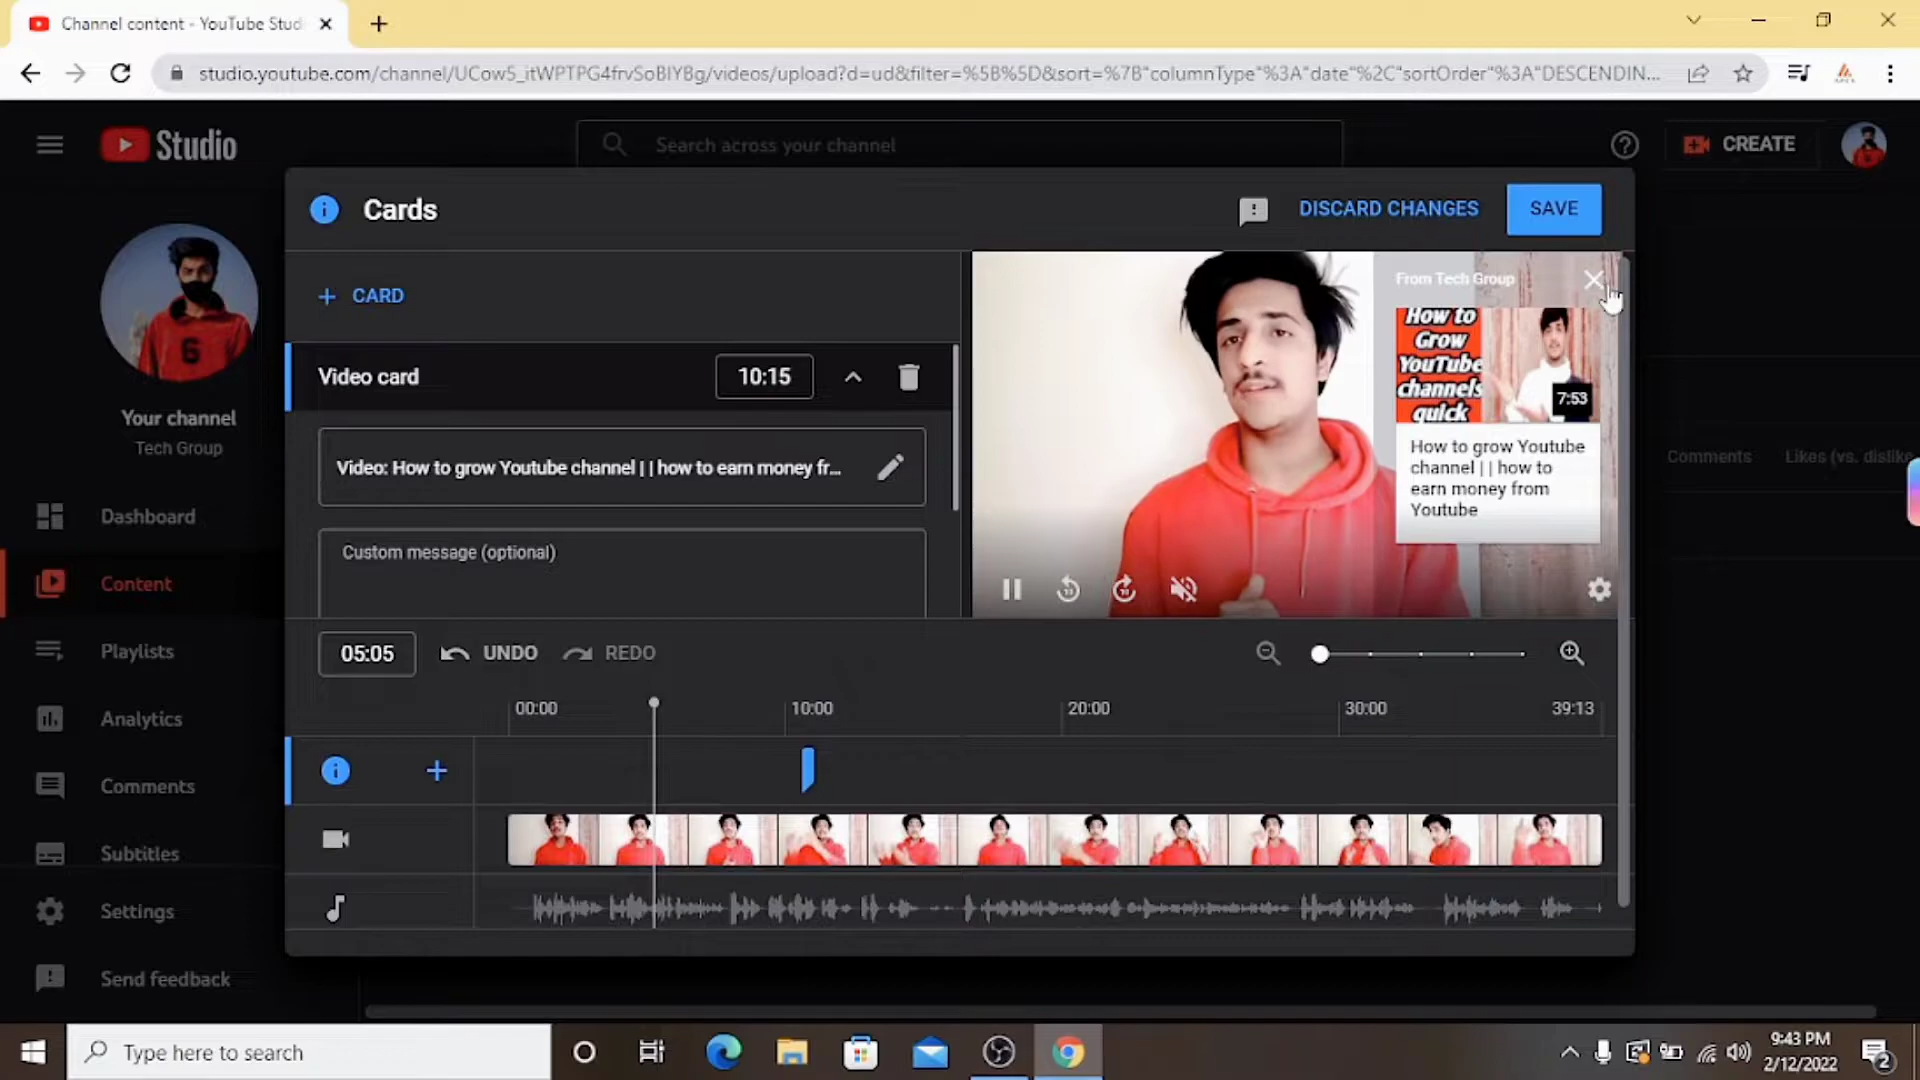 Channel content - YouTube Stud
studio.youtube.com/channel/UCow5_itWPTPG4frvSoBIYBg/videos/upload?d=ud&filter=%5B%5D&sort=%7B"columnType"%3A"date"%2C"sortOrder"%3A"DESCENDIN...
Studio
Search across your channel
CREATE
Cards
DISCARD CHANGES
SAVE
+ CARD
From Tech Group
How to
Grow
YouTube
channels
quick
7:53
How to grow Youtube
channel | | how to
earn money from
Youtube
Video card
10:15
Video: How to grow Youtube channel | | how to earn money fr...
Custom message (optional)
6
Your channel
Tech Group
Dashboard
Content
Playlists
Analytics
Comments
Subtitles
Settings
Send feedback
Comments
Likes (vs. dislike
10
10
05:05
UNDO
REDO
00:00
10:00
20:00
30:00
39:13
Type here to search
9:43 PM
2/12/2022
2